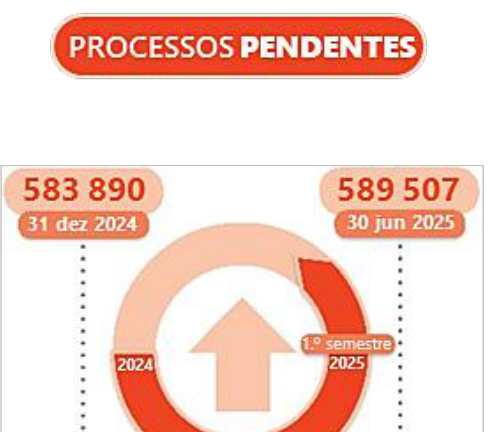 PROCESSOS PENDENTES
583 890
31 dez 2024
589 507
30 jun 2025
1.º semestre
2025
2024